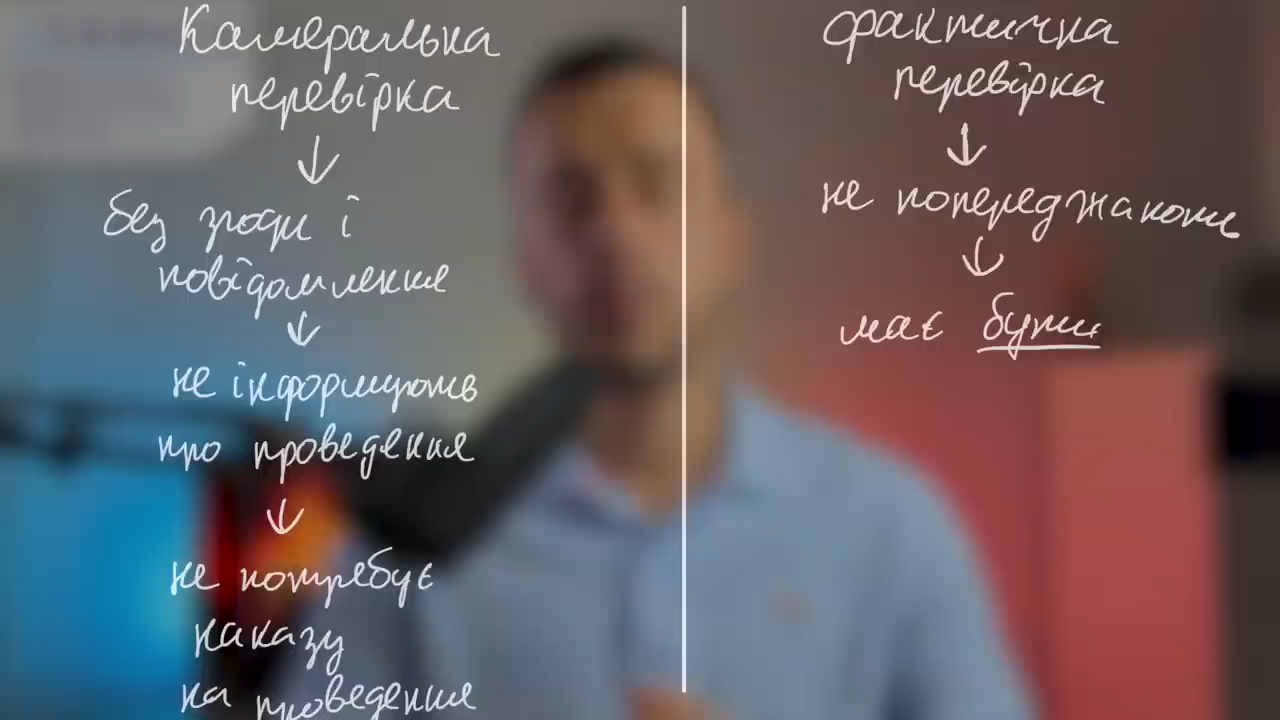 Камеральна
перевірка
без згоди і
повідомлення
не інформують
про проведення
не потребує
наказу
на проведення
фактична
перевірка
не попереджаючи
має бути